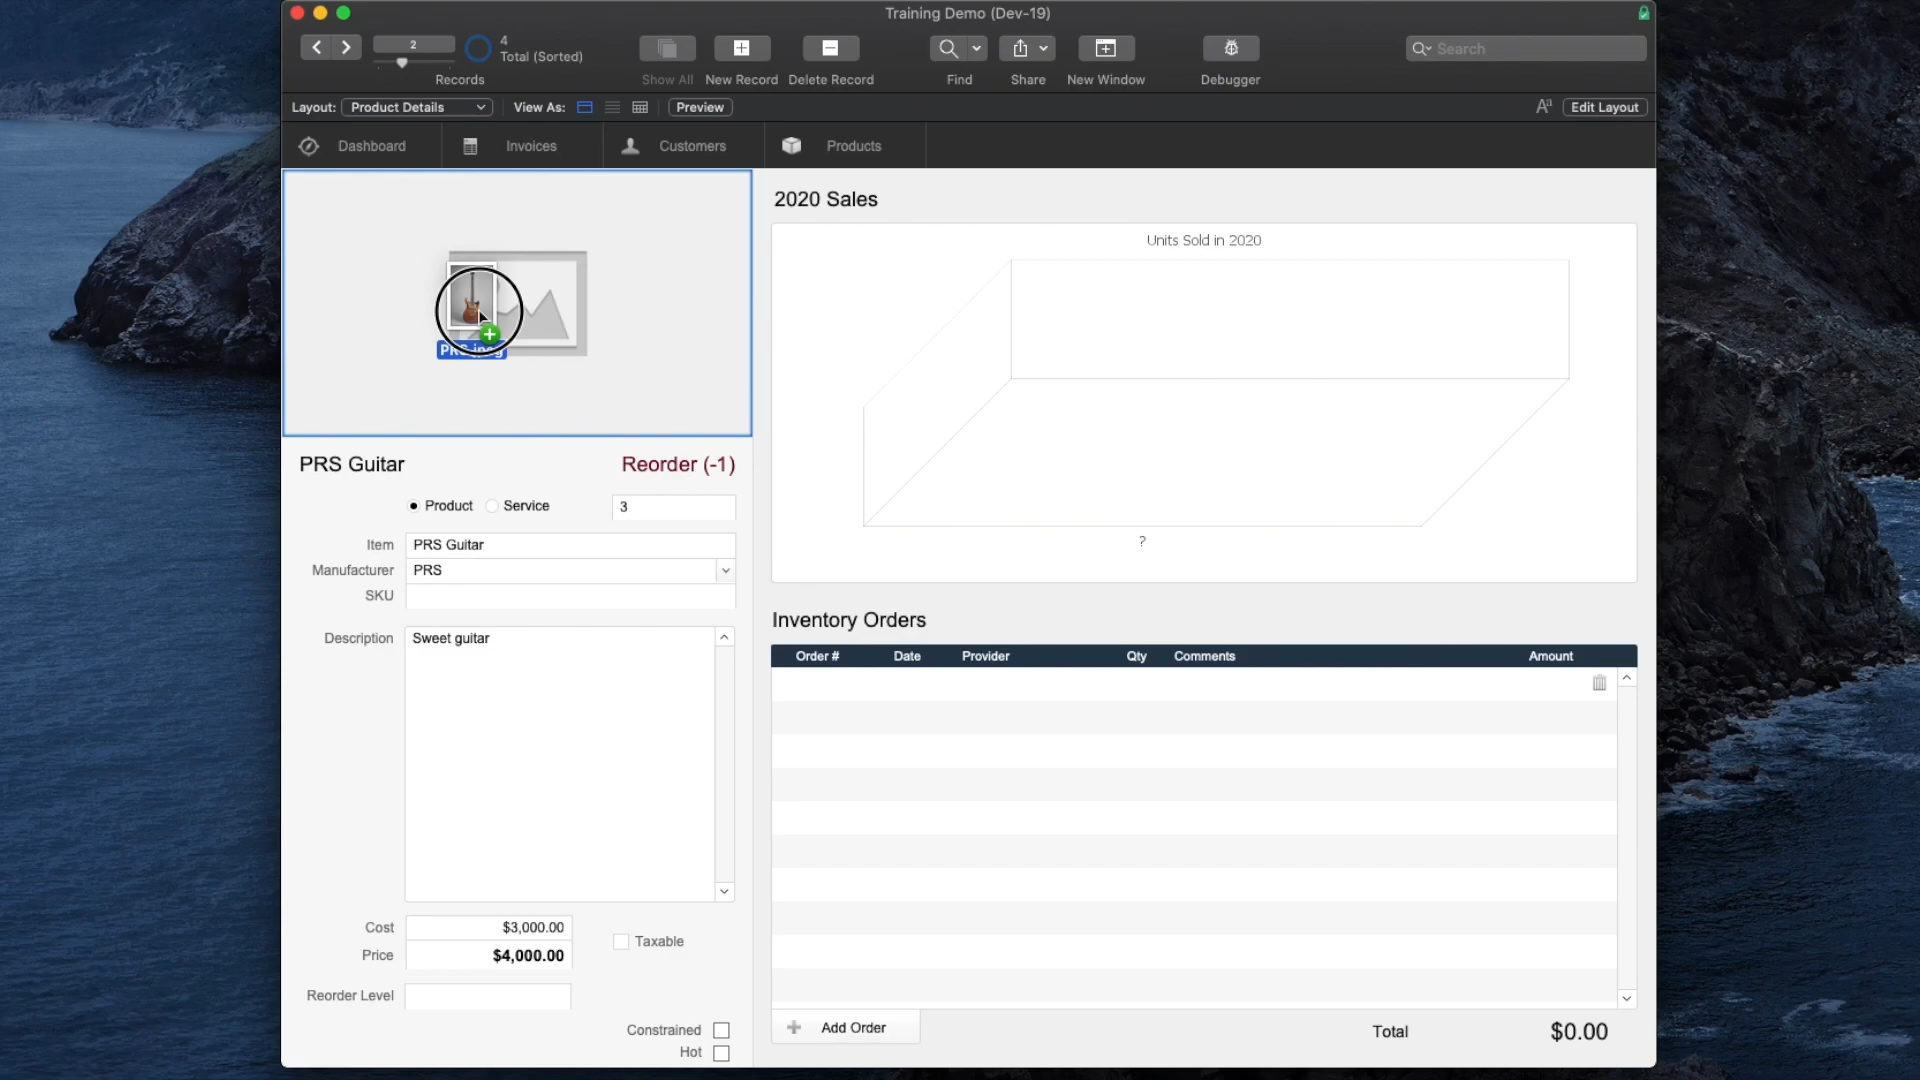 Training Demo (Dev-19)
2
4
Total (Sorted)
Records
Show All
New Record
Delete Record
Find
Share
New Window
Debugger
Search
Layout:
Product Details
View As:
Preview
Aa
Edit Layout
Dashboard
Invoices
Customers
Products
PRS.jpeg
PRS Guitar
Reorder (-1)
Product
Service
3
Item
PRS Guitar
Manufacturer
PRS
SKU
Description
Sweet guitar
Cost
$3,000.00
Price
$4,000.00
Taxable
Reorder Level
Constrained
Hot
2020 Sales
Units Sold in 2020
?
Inventory Orders
Order #
Date
Provider
Qty
Comments
Amount
Add Order
Total
$0.00